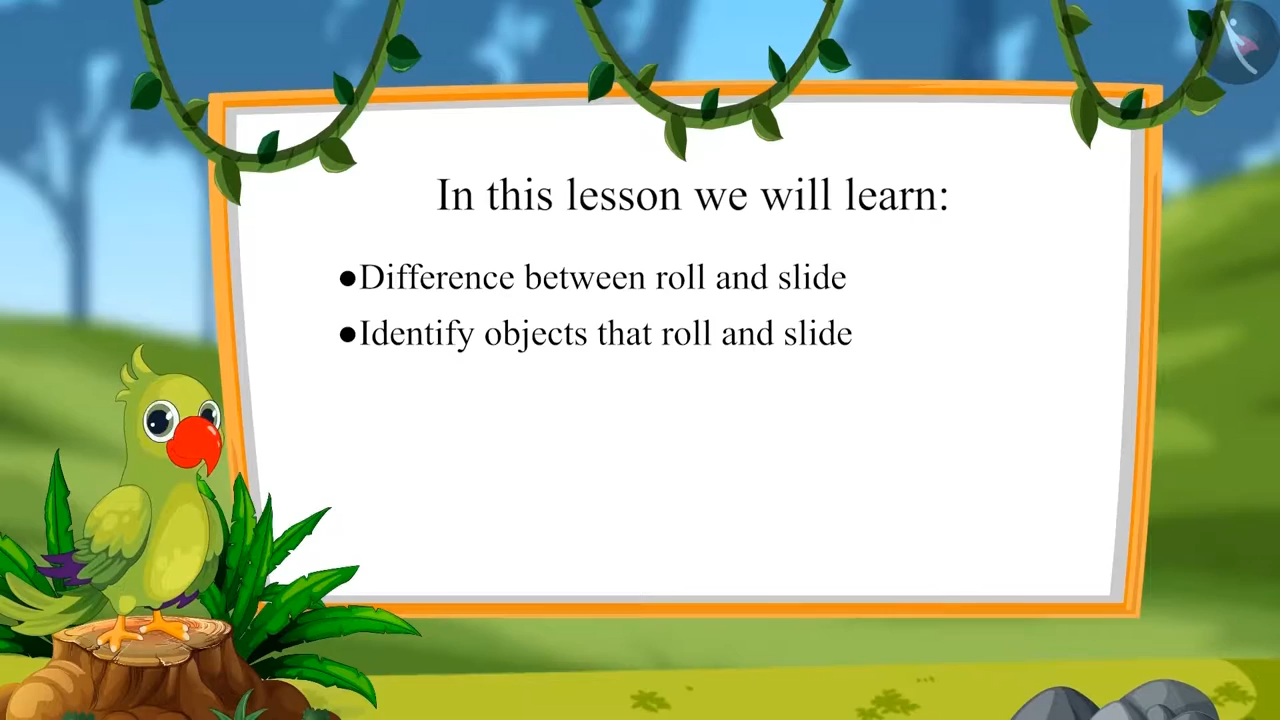 In this lesson we will learn:
●Difference between roll and slide
●Identify objects that roll and slide